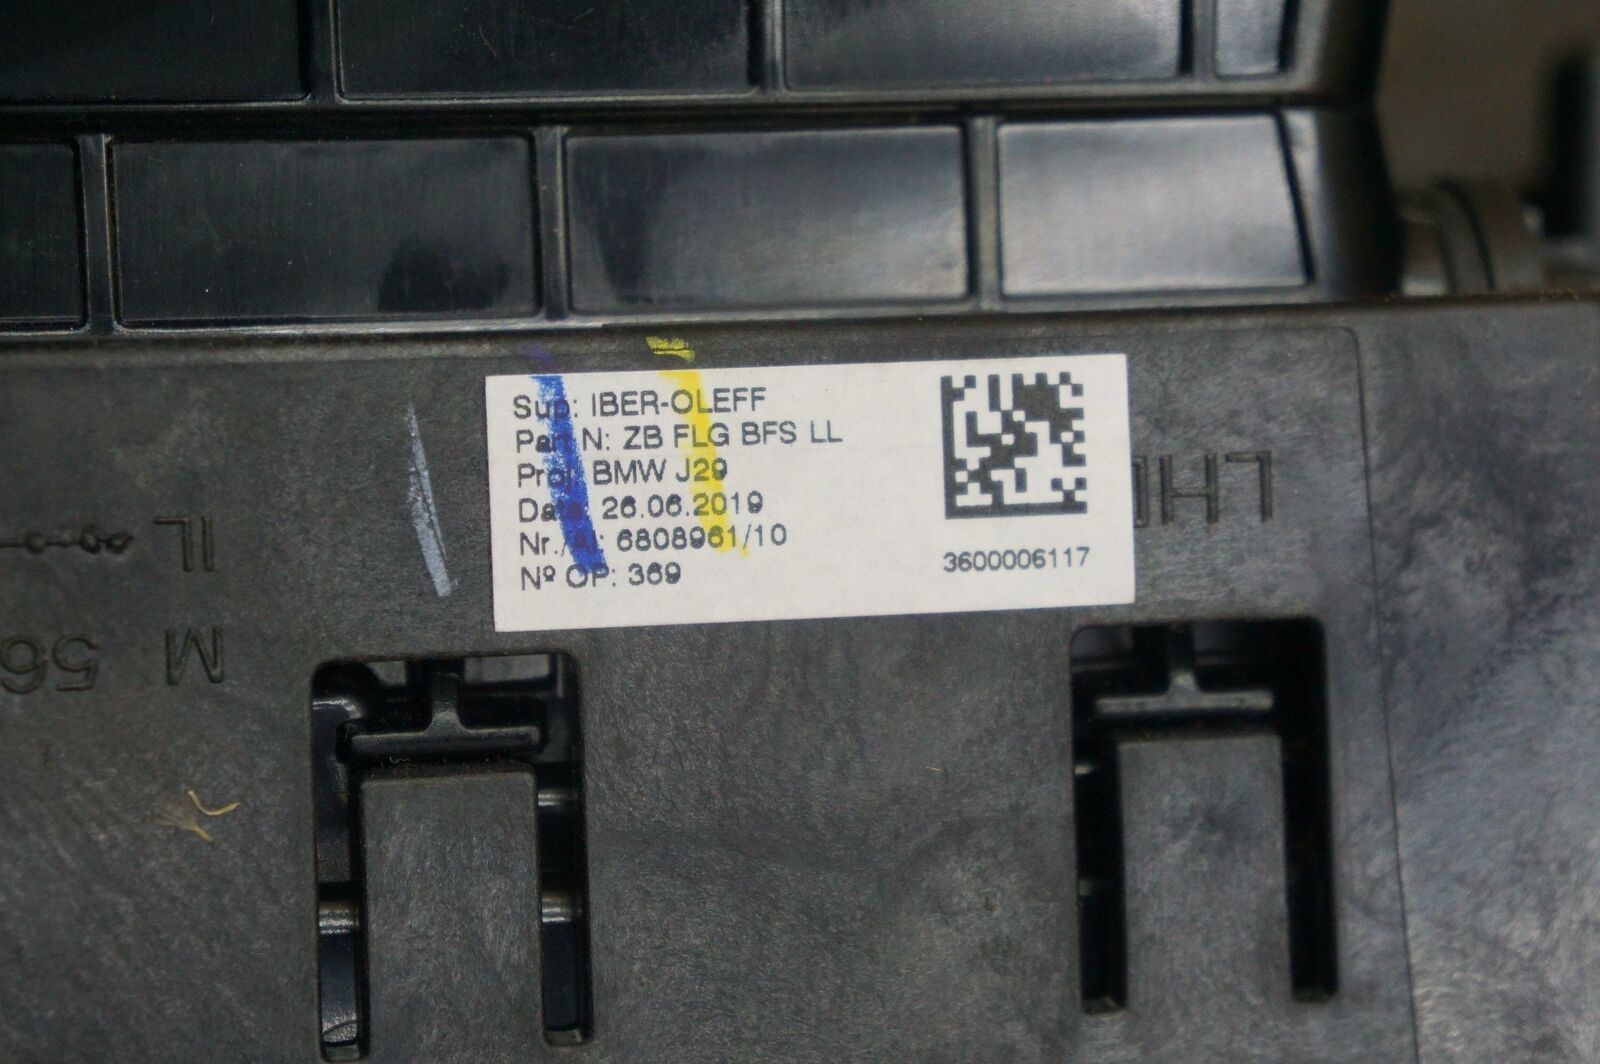 Sup: IBER-OLEFF
Part N: ZB FLG BFS LL
Proj: BMW J29
Date: 26.06.2019
Nr./AI: 6808961/10
Nº OP: 369
3600006117
LHD
IL
M 56